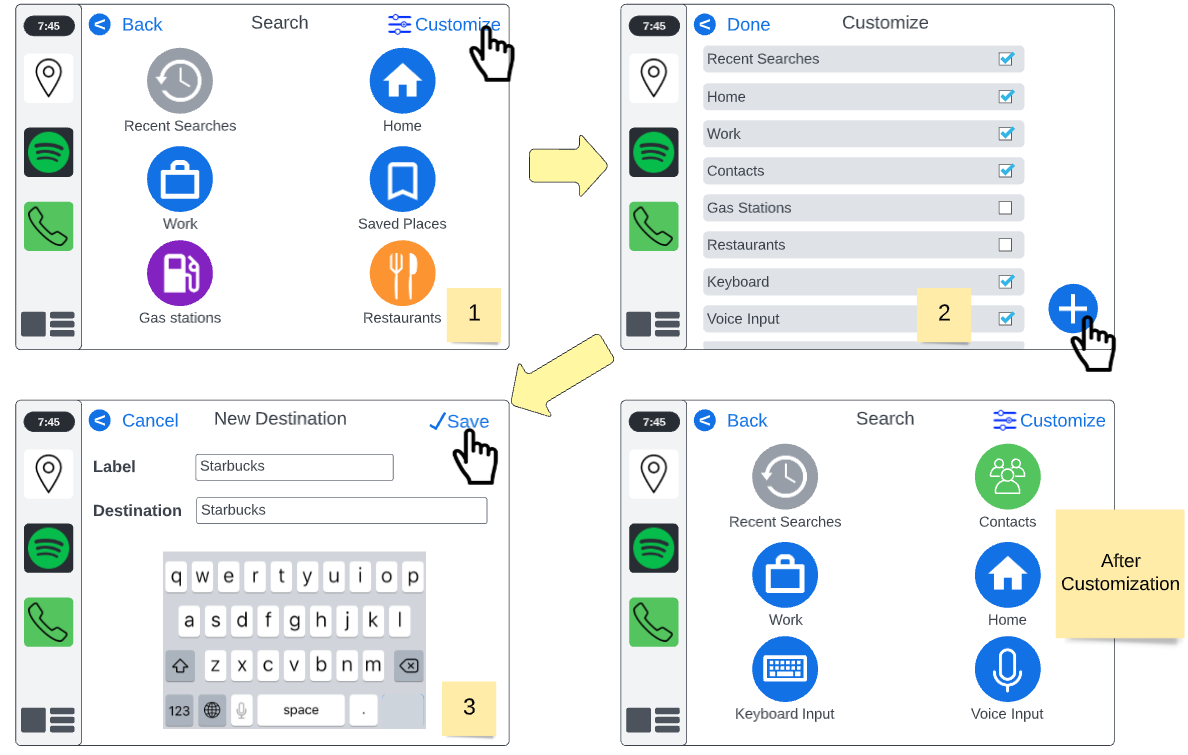 7:45
< Back
Search
Customize
Recent Searches
Home
Work
Saved Places
Gas stations
Restaurants
1
7:45
< Done
Customize
Recent Searches
Home
Work
Contacts
Gas Stations
Restaurants
Keyboard
Voice Input
2
7:45
< Cancel
New Destination
Save
Label
Starbucks
Destination
Starbucks
q w e r t y u i o p
a s d f g h j k l
z x c v b n m
123
space
.
3
7:45
< Back
Search
Customize
Recent Searches
Contacts
Work
Home
Keyboard Input
Voice Input
After
Customization